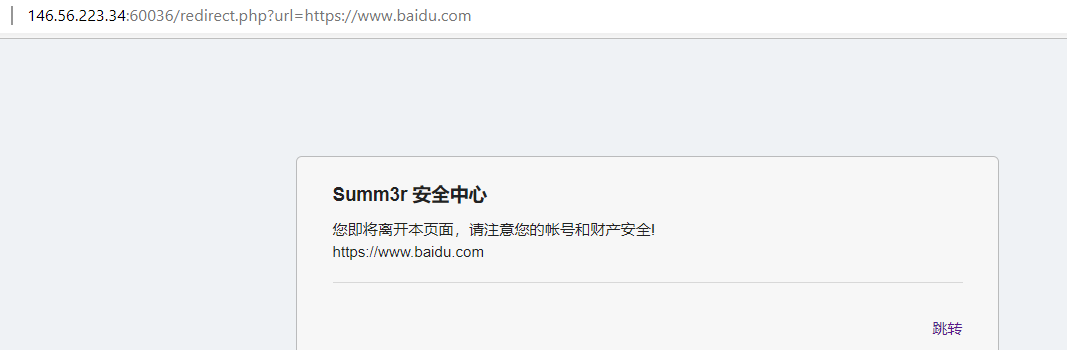 146.56.223.34:60036/redirect.php?url=https://www.baidu.com
Summ3r 安全中心
您即将离开本页面，请注意您的帐号和财产安全!
https://www.baidu.com
跳转